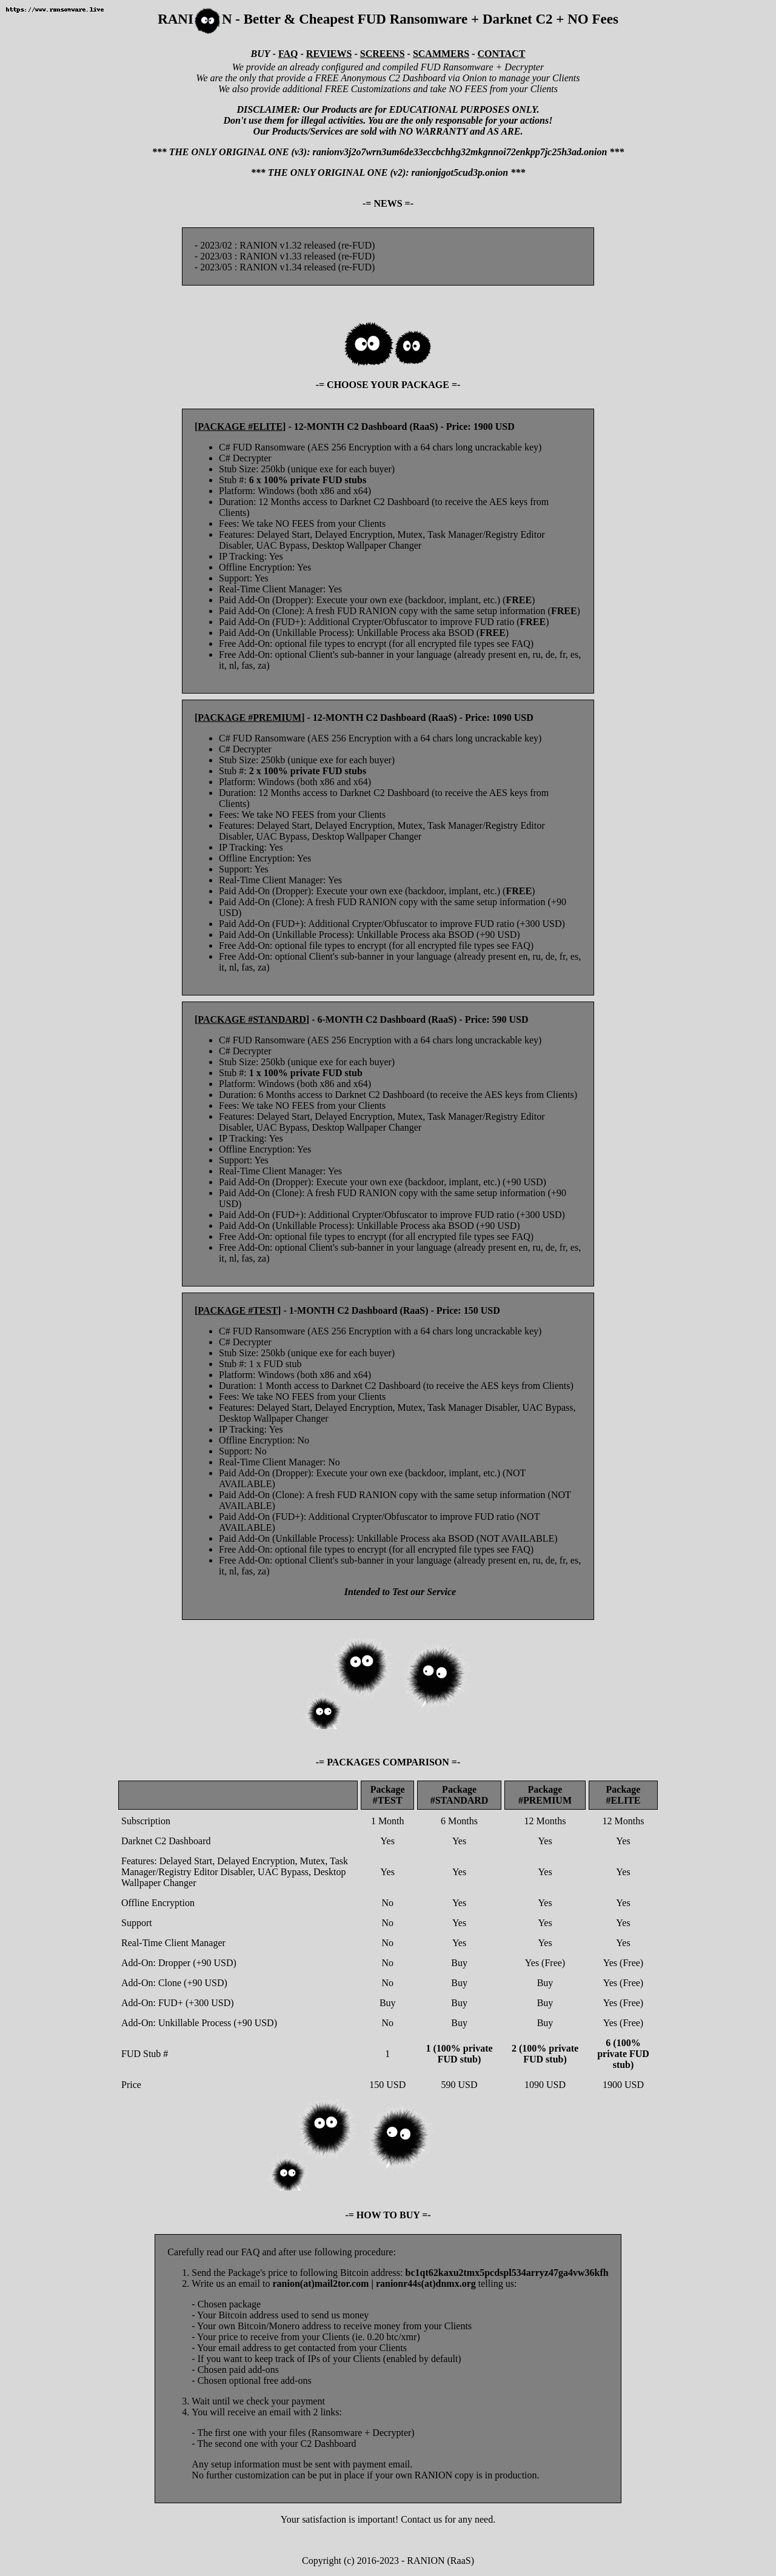 https://www.ransomware.live
RANI N - Better & Cheapest FUD Ransomware + Darknet C2 + NO Fees
BUY - FAQ - REVIEWS - SCREENS - SCAMMERS - CONTACT
We provide an already configured and compiled FUD Ransomware + Decrypter
We are the only that provide a FREE Anonymous C2 Dashboard via Onion to manage your Clients
We also provide additional FREE Customizations and take NO FEES from your Clients
DISCLAIMER: Our Products are for EDUCATIONAL PURPOSES ONLY.
Don't use them for illegal activities. You are the only responsable for your actions!
Our Products/Services are sold with NO WARRANTY and AS ARE.
*** THE ONLY ORIGINAL ONE (v3): ranionv3j2o7wrn3um6de33eccbchhg32mkgnnoi72enkpp7jc25h3ad.onion ***
*** THE ONLY ORIGINAL ONE (v2): ranionjgot5cud3p.onion ***
-= NEWS =-
- 2023/02 : RANION v1.32 released (re-FUD)
- 2023/03 : RANION v1.33 released (re-FUD)
- 2023/05 : RANION v1.34 released (re-FUD)
-= CHOOSE YOUR PACKAGE =-
[PACKAGE #ELITE] - 12-MONTH C2 Dashboard (RaaS) - Price: 1900 USD
• C# FUD Ransomware (AES 256 Encryption with a 64 chars long uncrackable key)
• C# Decrypter
• Stub Size: 250kb (unique exe for each buyer)
• Stub #: 6 x 100% private FUD stubs
• Platform: Windows (both x86 and x64)
• Duration: 12 Months access to Darknet C2 Dashboard (to receive the AES keys from
Clients)
• Fees: We take NO FEES from your Clients
• Features: Delayed Start, Delayed Encryption, Mutex, Task Manager/Registry Editor
Disabler, UAC Bypass, Desktop Wallpaper Changer
• IP Tracking: Yes
• Offline Encryption: Yes
• Support: Yes
• Real-Time Client Manager: Yes
• Paid Add-On (Dropper): Execute your own exe (backdoor, implant, etc.) (FREE)
• Paid Add-On (Clone): A fresh FUD RANION copy with the same setup information (FREE)
• Paid Add-On (FUD+): Additional Crypter/Obfuscator to improve FUD ratio (FREE)
• Paid Add-On (Unkillable Process): Unkillable Process aka BSOD (FREE)
• Free Add-On: optional file types to encrypt (for all encrypted file types see FAQ)
• Free Add-On: optional Client's sub-banner in your language (already present en, ru, de, fr, es,
it, nl, fas, za)
[PACKAGE #PREMIUM] - 12-MONTH C2 Dashboard (RaaS) - Price: 1090 USD
• C# FUD Ransomware (AES 256 Encryption with a 64 chars long uncrackable key)
• C# Decrypter
• Stub Size: 250kb (unique exe for each buyer)
• Stub #: 2 x 100% private FUD stubs
• Platform: Windows (both x86 and x64)
• Duration: 12 Months access to Darknet C2 Dashboard (to receive the AES keys from
Clients)
• Fees: We take NO FEES from your Clients
• Features: Delayed Start, Delayed Encryption, Mutex, Task Manager/Registry Editor
Disabler, UAC Bypass, Desktop Wallpaper Changer
• IP Tracking: Yes
• Offline Encryption: Yes
• Support: Yes
• Real-Time Client Manager: Yes
• Paid Add-On (Dropper): Execute your own exe (backdoor, implant, etc.) (FREE)
• Paid Add-On (Clone): A fresh FUD RANION copy with the same setup information (+90
USD)
• Paid Add-On (FUD+): Additional Crypter/Obfuscator to improve FUD ratio (+300 USD)
• Paid Add-On (Unkillable Process): Unkillable Process aka BSOD (+90 USD)
• Free Add-On: optional file types to encrypt (for all encrypted file types see FAQ)
• Free Add-On: optional Client's sub-banner in your language (already present en, ru, de, fr, es,
it, nl, fas, za)
[PACKAGE #STANDARD] - 6-MONTH C2 Dashboard (RaaS) - Price: 590 USD
• C# FUD Ransomware (AES 256 Encryption with a 64 chars long uncrackable key)
• C# Decrypter
• Stub Size: 250kb (unique exe for each buyer)
• Stub #: 1 x 100% private FUD stub
• Platform: Windows (both x86 and x64)
• Duration: 6 Months access to Darknet C2 Dashboard (to receive the AES keys from Clients)
• Fees: We take NO FEES from your Clients
• Features: Delayed Start, Delayed Encryption, Mutex, Task Manager/Registry Editor
Disabler, UAC Bypass, Desktop Wallpaper Changer
• IP Tracking: Yes
• Offline Encryption: Yes
• Support: Yes
• Real-Time Client Manager: Yes
• Paid Add-On (Dropper): Execute your own exe (backdoor, implant, etc.) (+90 USD)
• Paid Add-On (Clone): A fresh FUD RANION copy with the same setup information (+90
USD)
• Paid Add-On (FUD+): Additional Crypter/Obfuscator to improve FUD ratio (+300 USD)
• Paid Add-On (Unkillable Process): Unkillable Process aka BSOD (+90 USD)
• Free Add-On: optional file types to encrypt (for all encrypted file types see FAQ)
• Free Add-On: optional Client's sub-banner in your language (already present en, ru, de, fr, es,
it, nl, fas, za)
[PACKAGE #TEST] - 1-MONTH C2 Dashboard (RaaS) - Price: 150 USD
• C# FUD Ransomware (AES 256 Encryption with a 64 chars long uncrackable key)
• C# Decrypter
• Stub Size: 250kb (unique exe for each buyer)
• Stub #: 1 x FUD stub
• Platform: Windows (both x86 and x64)
• Duration: 1 Month access to Darknet C2 Dashboard (to receive the AES keys from Clients)
• Fees: We take NO FEES from your Clients
• Features: Delayed Start, Delayed Encryption, Mutex, Task Manager Disabler, UAC Bypass,
Desktop Wallpaper Changer
• IP Tracking: Yes
• Offline Encryption: No
• Support: No
• Real-Time Client Manager: No
• Paid Add-On (Dropper): Execute your own exe (backdoor, implant, etc.) (NOT
AVAILABLE)
• Paid Add-On (Clone): A fresh FUD RANION copy with the same setup information (NOT
AVAILABLE)
• Paid Add-On (FUD+): Additional Crypter/Obfuscator to improve FUD ratio (NOT
AVAILABLE)
• Paid Add-On (Unkillable Process): Unkillable Process aka BSOD (NOT AVAILABLE)
• Free Add-On: optional file types to encrypt (for all encrypted file types see FAQ)
• Free Add-On: optional Client's sub-banner in your language (already present en, ru, de, fr, es,
it, nl, fas, za)
Intended to Test our Service
-= PACKAGES COMPARISON =-
Package #TEST Package #STANDARD Package #PREMIUM Package #ELITE
Subscription 1 Month 6 Months 12 Months 12 Months
Darknet C2 Dashboard Yes Yes Yes Yes
Features: Delayed Start, Delayed Encryption, Mutex, Task
Manager/Registry Editor Disabler, UAC Bypass, Desktop
Wallpaper Changer Yes Yes Yes Yes
Offline Encryption No Yes Yes Yes
Support No Yes Yes Yes
Real-Time Client Manager No Yes Yes Yes
Add-On: Dropper (+90 USD) No Buy Yes (Free) Yes (Free)
Add-On: Clone (+90 USD) No Buy Buy Yes (Free)
Add-On: FUD+ (+300 USD) Buy Buy Buy Yes (Free)
Add-On: Unkillable Process (+90 USD) No Buy Buy Yes (Free)
FUD Stub # 1 1 (100% private FUD stub) 2 (100% private FUD stub) 6 (100% private FUD stub)
Price 150 USD 590 USD 1090 USD 1900 USD
-= HOW TO BUY =-
Carefully read our FAQ and after use following procedure:
1. Send the Package's price to following Bitcoin address: bc1qt62kaxu2tmx5pcdspl534arryz47ga4vw36kfh
2. Write us an email to ranion(at)mail2tor.com | ranionr44s(at)dnmx.org telling us:
- Chosen package
- Your Bitcoin address used to send us money
- Your own Bitcoin/Monero address to receive money from your Clients
- Your price to receive from your Clients (ie. 0.20 btc/xmr)
- Your email address to get contacted from your Clients
- If you want to keep track of IPs of your Clients (enabled by default)
- Chosen paid add-ons
- Chosen optional free add-ons
3. Wait until we check your payment
4. You will receive an email with 2 links:
- The first one with your files (Ransomware + Decrypter)
- The second one with your C2 Dashboard
Any setup information must be sent with payment email.
No further customization can be put in place if your own RANION copy is in production.
Your satisfaction is important! Contact us for any need.
Copyright (c) 2016-2023 - RANION (RaaS)